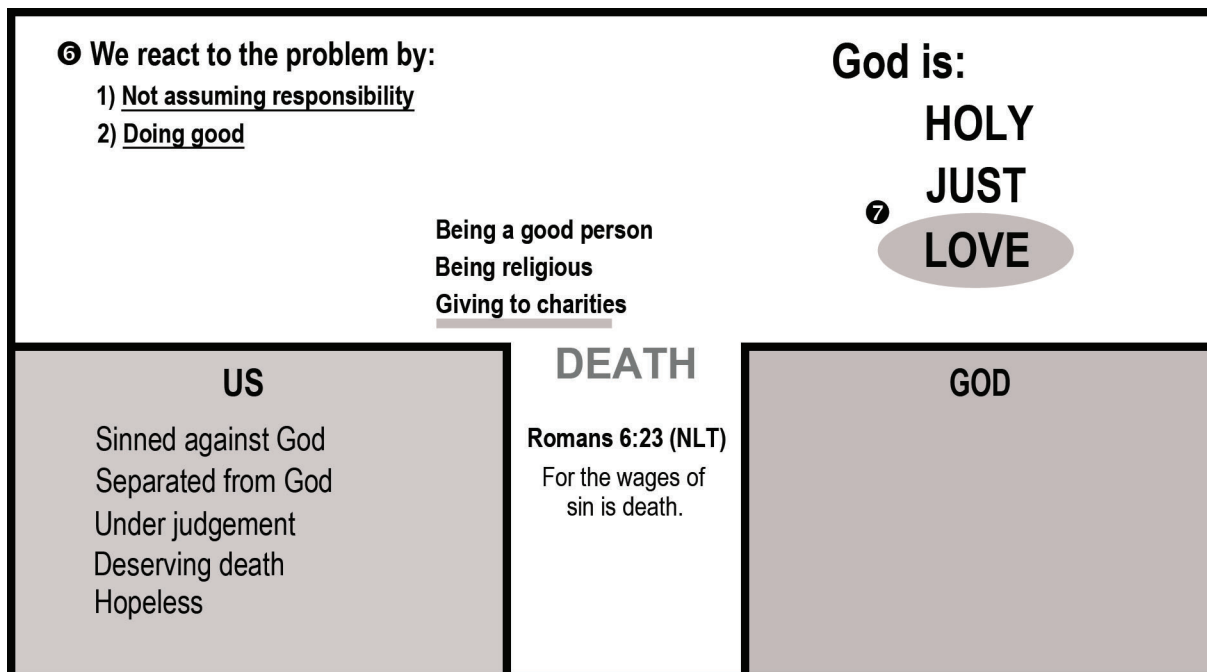 ❻ We react to the problem by:
1) Not assuming responsibility
2) Doing good
Being a good person
Being religious
Giving to charities
God is:
HOLY
JUST
❼
LOVE
US
Sinned against God
Separated from God
Under judgement
Deserving death
Hopeless
DEATH
Romans 6:23 (NLT)
For the wages of
sin is death.
GOD